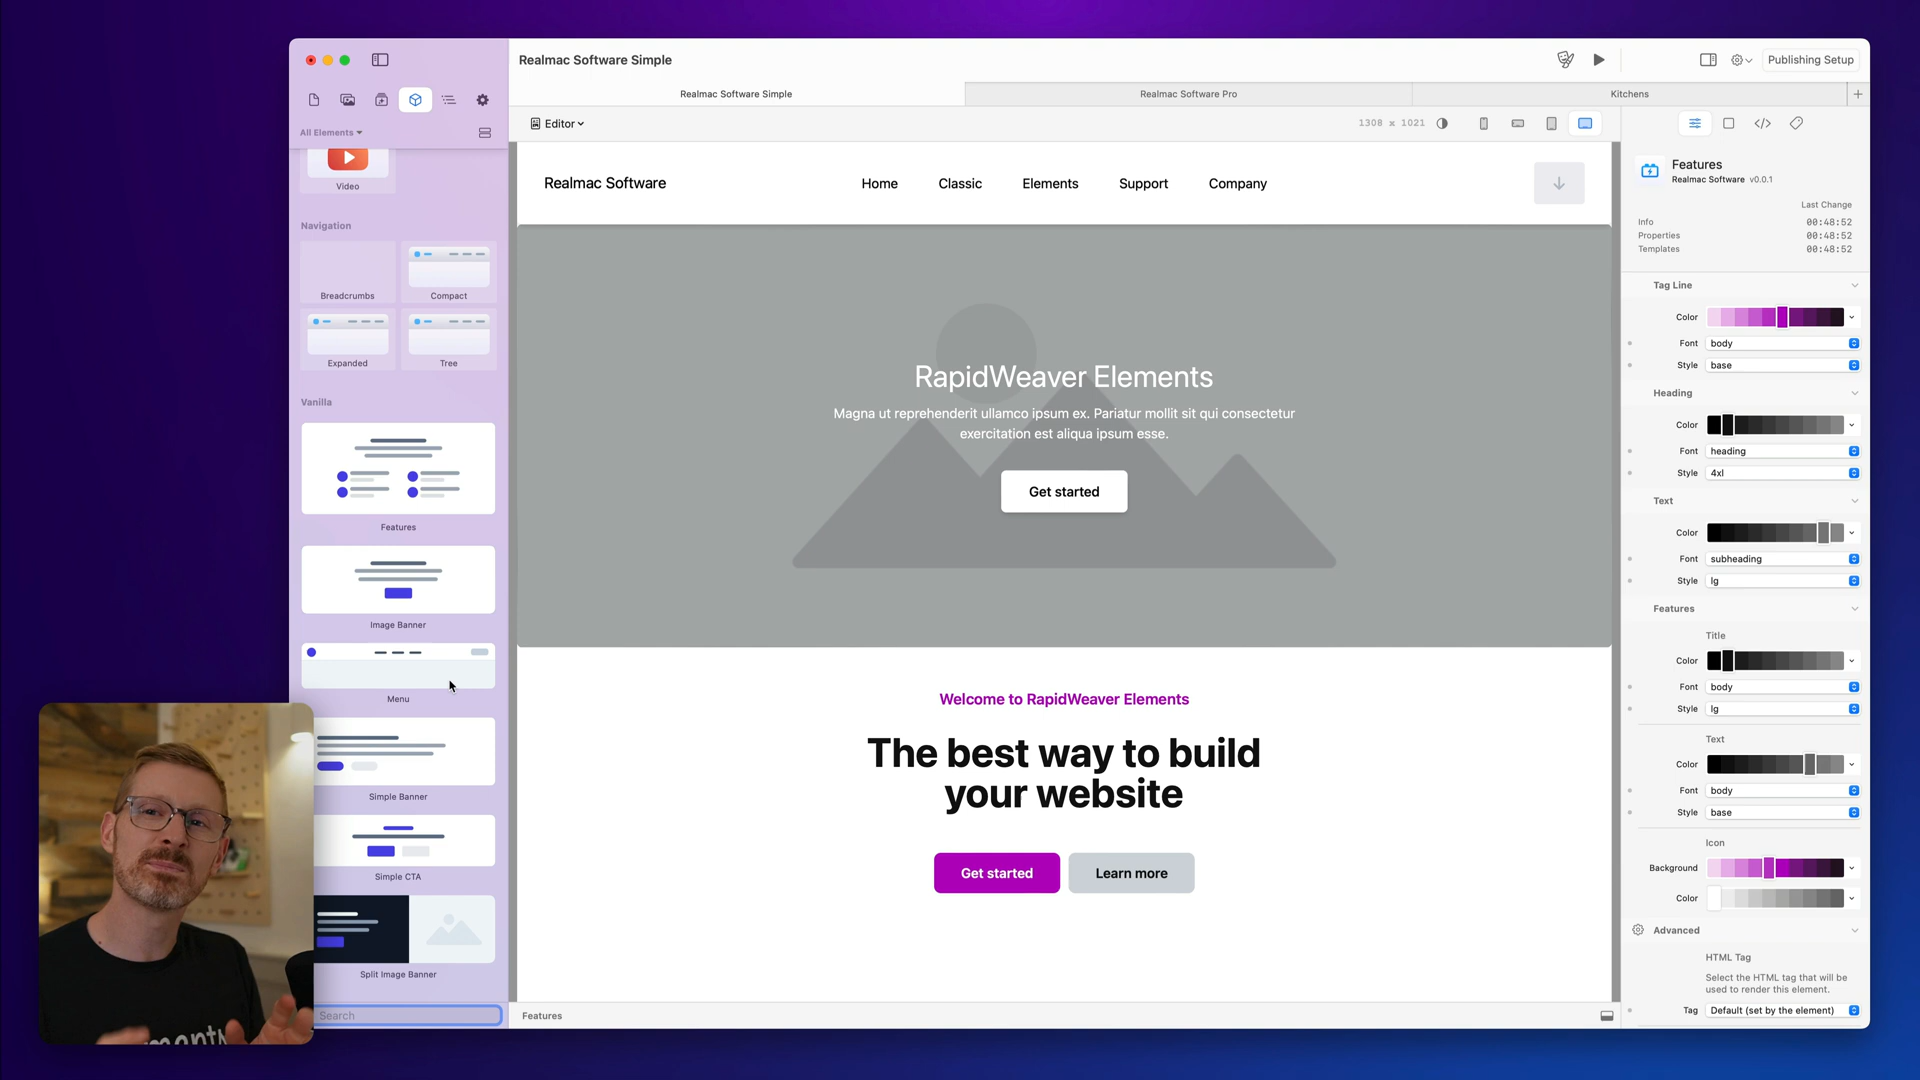 Realmac Software Simple
Publishing Setup
Realmac Software Simple
Realmac Software Pro
Kitchens
All Elements
Editor
1308 x 1021
Video
Navigation
Breadcrumbs
Compact
Expanded
Tree
Vanilla
Features
Image Banner
Menu
Simple Banner
Simple CTA
Split Image Banner
Search
Realmac Software
Home
Classic
Elements
Support
Company
RapidWeaver Elements
Magna ut reprehenderit ullamco ipsum ex. Pariatur mollit sit qui consectetur
exercitation est aliqua ipsum esse.
Get started
Welcome to RapidWeaver Elements
The best way to build
your website
Get started
Learn more
Features
Features
Realmac Software v0.0.1
Last Change
Info 00:48:52
Properties 00:48:52
Templates 00:48:52
Tag Line
Color
Font body
Style base
Heading
Color
Font heading
Style 4xl
Text
Color
Font subheading
Style lg
Features
Title
Color
Font body
Style lg
Text
Color
Font body
Style base
Icon
Background
Color
Advanced
HTML Tag
Select the HTML tag that will be
used to render this element.
Tag Default (set by the element)